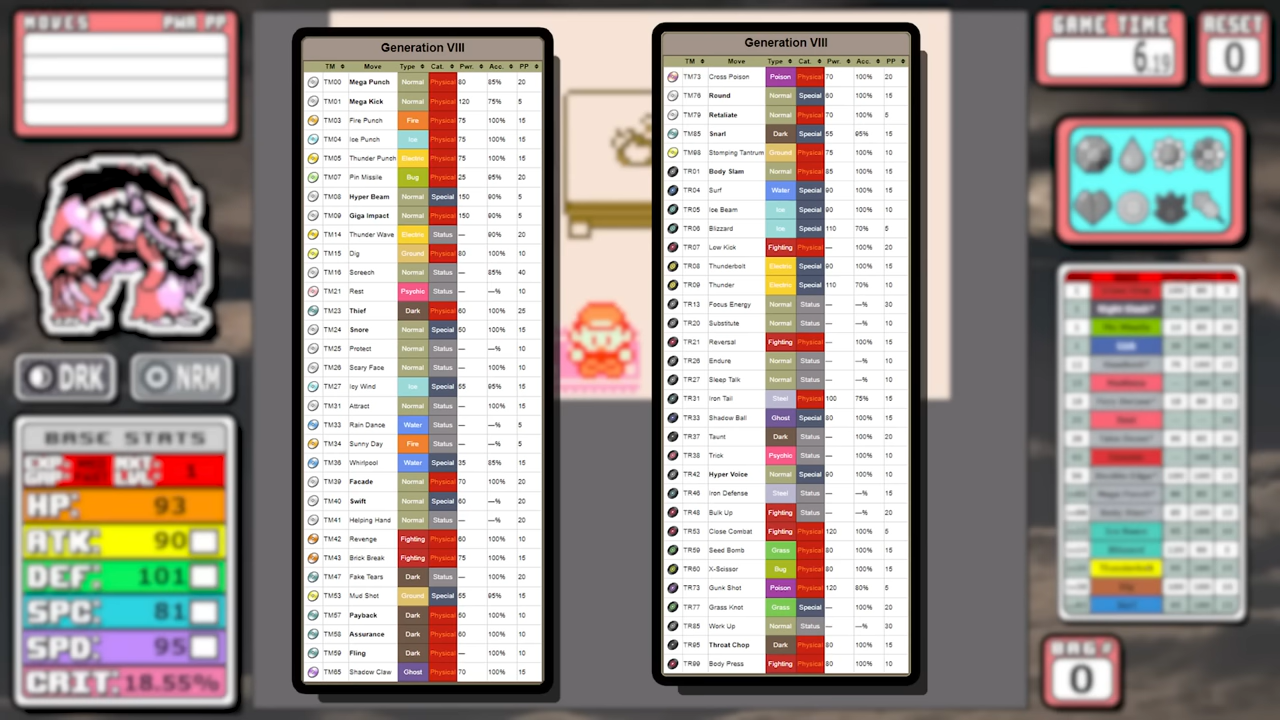 MOVES PWR PP
DRK NRM
BASE STATS
HP: 93
ATK: 90
DEF: 101
SPC: 81
SPD 95
CRIT: 18.55%
Generation VIII
TM Move Type Cat. Pwr. Acc. PP
TM00 Mega Punch Normal Physical 80 85% 20
TM01 Mega Kick Normal Physical 120 75% 5
TM03 Fire Punch Fire Physical 75 100% 15
TM04 Ice Punch Ice Physical 75 100% 15
TM05 Thunder Punch Electric Physical 75 100% 15
TM07 Pin Missile Bug Physical 25 95% 20
TM08 Hyper Beam Normal Special 150 90% 5
TM09 Giga Impact Normal Physical 150 90% 5
TM14 Thunder Wave Electric Status — 90% 20
TM15 Dig Ground Physical 80 100% 10
TM16 Screech Normal Status — 85% 40
TM21 Rest Psychic Status — —% 10
TM23 Thief Dark Physical 60 100% 25
TM24 Snore Normal Special 50 100% 15
TM25 Protect Normal Status — —% 10
TM26 Scary Face Normal Status — 100% 10
TM27 Icy Wind Ice Special 55 95% 15
TM31 Attract Normal Status — 100% 15
TM33 Rain Dance Water Status — —% 5
TM34 Sunny Day Fire Status — —% 5
TM36 Whirlpool Water Special 35 85% 15
TM39 Facade Normal Physical 70 100% 20
TM40 Swift Normal Special 60 —% 20
TM41 Helping Hand Normal Status — —% 20
TM42 Revenge Fighting Physical 60 100% 10
TM43 Brick Break Fighting Physical 75 100% 15
TM47 Fake Tears Dark Status — 100% 20
TM53 Mud Shot Ground Special 55 95% 15
TM57 Payback Dark Physical 50 100% 10
TM58 Assurance Dark Physical 60 100% 10
TM59 Fling Dark Physical — 100% 10
TM65 Shadow Claw Ghost Physical 70 100% 15
Generation VIII
TM Move Type Cat. Pwr. Acc. PP
TM73 Cross Poison Poison Physical 70 100% 20
TM76 Round Normal Special 60 100% 15
TM79 Retaliate Normal Physical 70 100% 5
TM85 Snarl Dark Special 55 95% 15
TM98 Stomping Tantrum Ground Physical 75 100% 10
TR01 Body Slam Normal Physical 85 100% 15
TR04 Surf Water Special 90 100% 15
TR05 Ice Beam Ice Special 90 100% 10
TR06 Blizzard Ice Special 110 70% 5
TR07 Low Kick Fighting Physical — 100% 20
TR08 Thunderbolt Electric Special 90 100% 15
TR09 Thunder Electric Special 110 70% 10
TR13 Focus Energy Normal Status — —% 30
TR20 Substitute Normal Status — —% 10
TR21 Reversal Fighting Physical — 100% 15
TR26 Endure Normal Status — —% 10
TR27 Sleep Talk Normal Status — —% 10
TR31 Iron Tail Steel Physical 100 75% 15
TR33 Shadow Ball Ghost Special 80 100% 15
TR37 Taunt Dark Status — 100% 20
TR38 Trick Psychic Status — 100% 10
TR42 Hyper Voice Normal Special 90 100% 10
TR46 Iron Defense Steel Status — —% 15
TR48 Bulk Up Fighting Status — —% 20
TR53 Close Combat Fighting Physical 120 100% 5
TR59 Seed Bomb Grass Physical 80 100% 15
TR60 X-Scissor Bug Physical 80 100% 15
TR73 Gunk Shot Poison Physical 120 80% 5
TR77 Grass Knot Grass Special — 100% 20
TR85 Work Up Normal Status — —% 30
TR95 Throat Chop Dark Physical 80 100% 15
TR99 Body Press Fighting Physical 80 100% 10
GAME TIME RESET
6.19 0
0